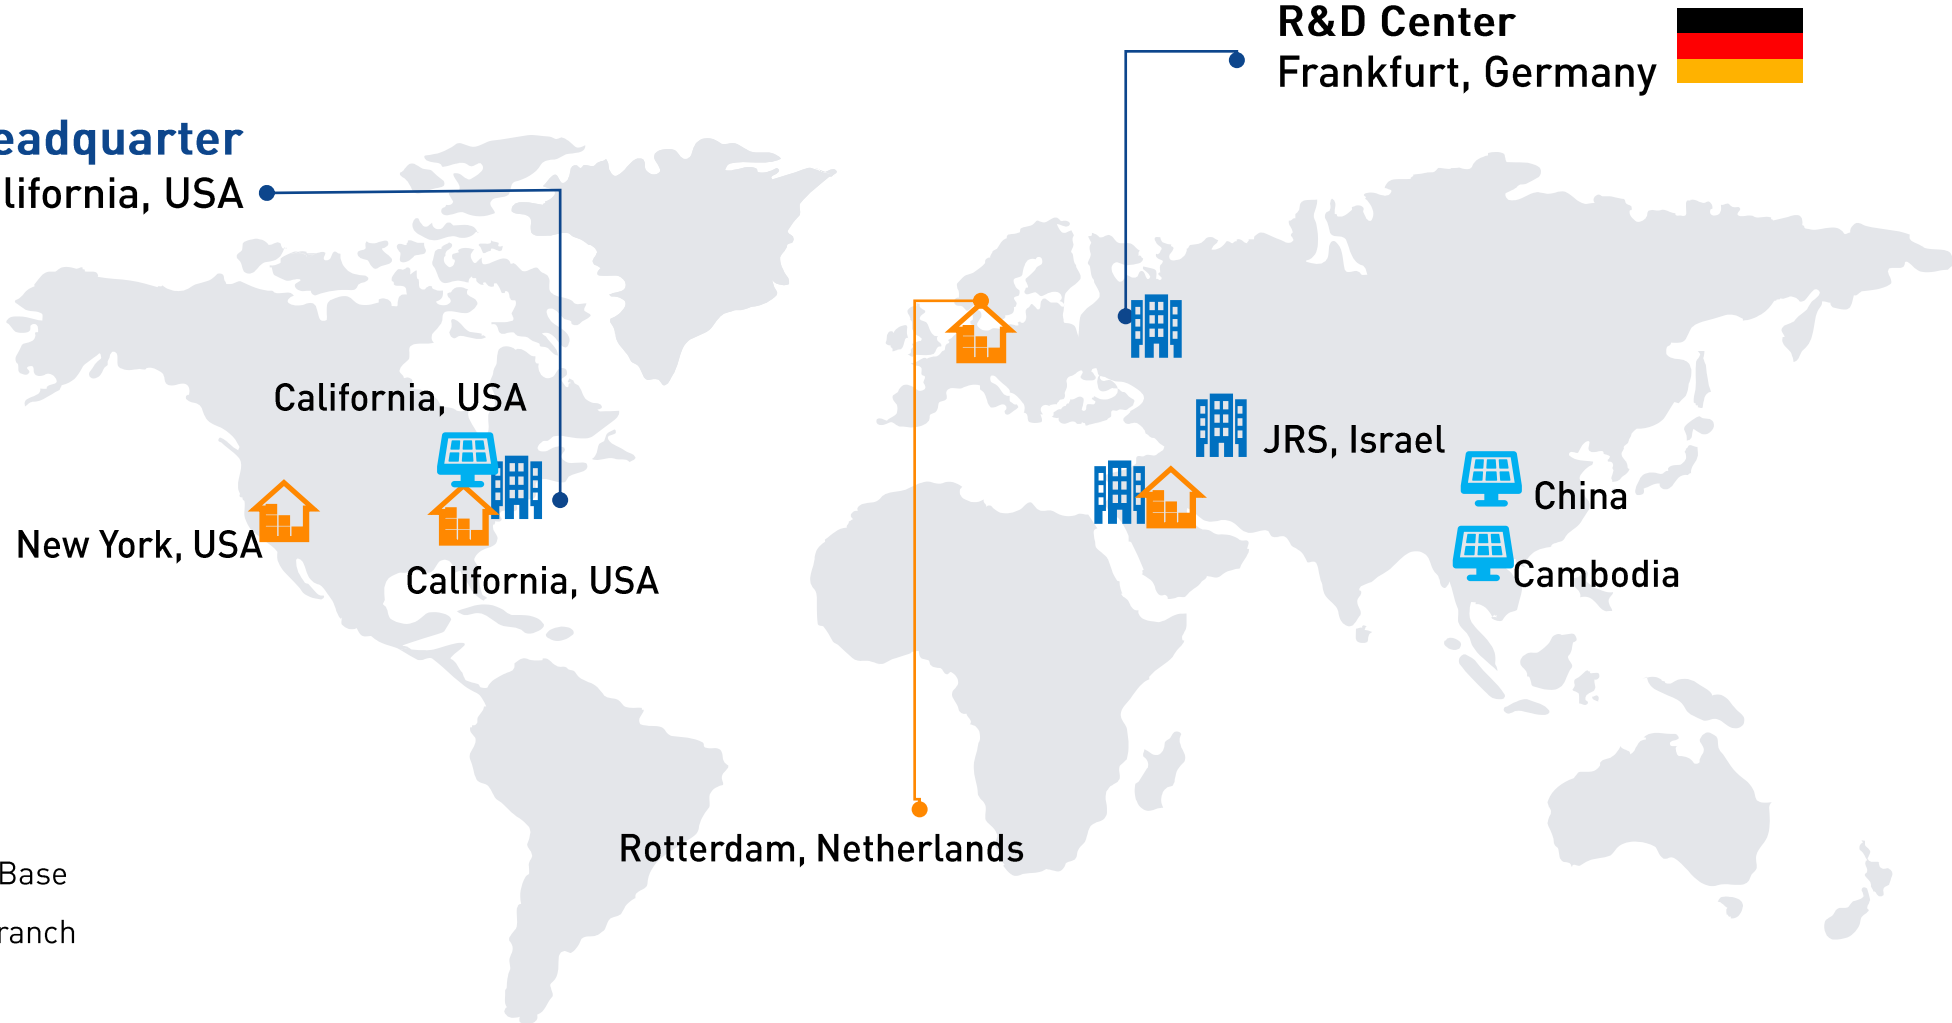 R&D Center
Frankfurt, Germany
eadquarter
lifornia, USA
California, USA
JRS, Israel
China
New York, USA
California, USA
Cambodia
Rotterdam, Netherlands
Base
ranch